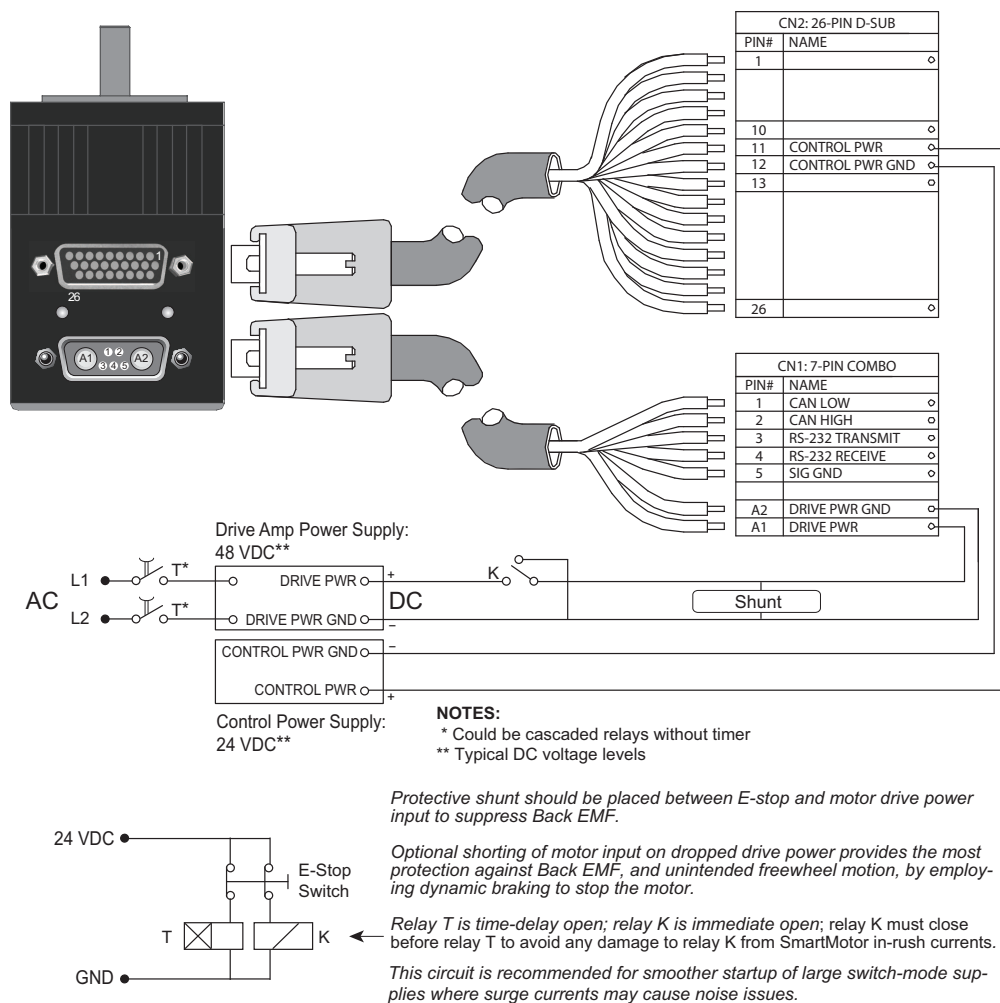 CN2: 26-PIN D-SUB
PIN# NAME
1
10
11 CONTROL PWR
12 CONTROL PWR GND
13
26
1
26
A1 1 2 A2
3 4 5
CN1: 7-PIN COMBO
PIN# NAME
1 CAN LOW
2 CAN HIGH
3 RS-232 TRANSMIT
4 RS-232 RECEIVE
5 SIG GND
A2 DRIVE PWR GND
A1 DRIVE PWR
Drive Amp Power Supply:
48 VDC**
AC
L1 T*
L2 T*
DRIVE PWR +
DRIVE PWR GND –
DC
K
Shunt
CONTROL PWR GND –
CONTROL PWR +
Control Power Supply:
24 VDC**
NOTES:
* Could be cascaded relays without timer
** Typical DC voltage levels
Protective shunt should be placed between E-stop and motor drive power
input to suppress Back EMF.
Optional shorting of motor input on dropped drive power provides the most
protection against Back EMF, and unintended freewheel motion, by employ-
ing dynamic braking to stop the motor.
Relay T is time-delay open; relay K is immediate open; relay K must close
before relay T to avoid any damage to relay K from SmartMotor in-rush currents.
This circuit is recommended for smoother startup of large switch-mode sup-
plies where surge currents may cause noise issues.
24 VDC
E-Stop
Switch
T K
GND